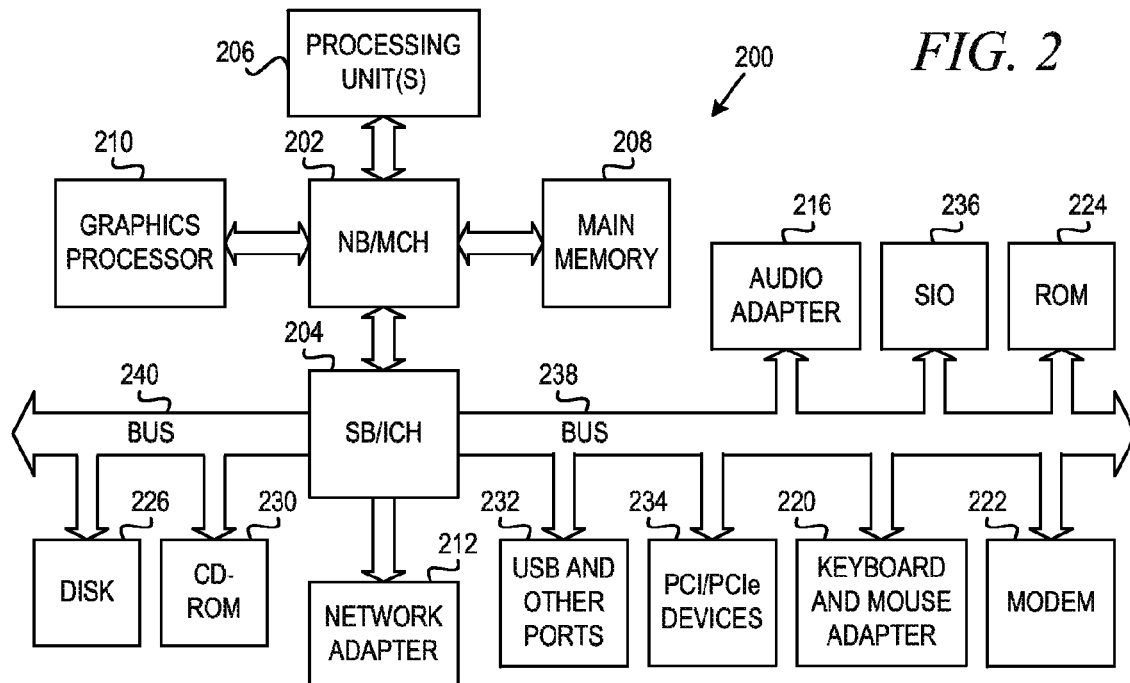 FIG. 2
200
206
PROCESSING
UNIT(S)
210
GRAPHICS
PROCESSOR
202
NB/MCH
208
MAIN
MEMORY
216
AUDIO
ADAPTER
236
SIO
224
ROM
204
SB/ICH
240
BUS
238
BUS
226
DISK
230
CD-
ROM
212
NETWORK
ADAPTER
232
USB AND
OTHER
PORTS
234
PCI/PCIe
DEVICES
220
KEYBOARD
AND MOUSE
ADAPTER
222
MODEM